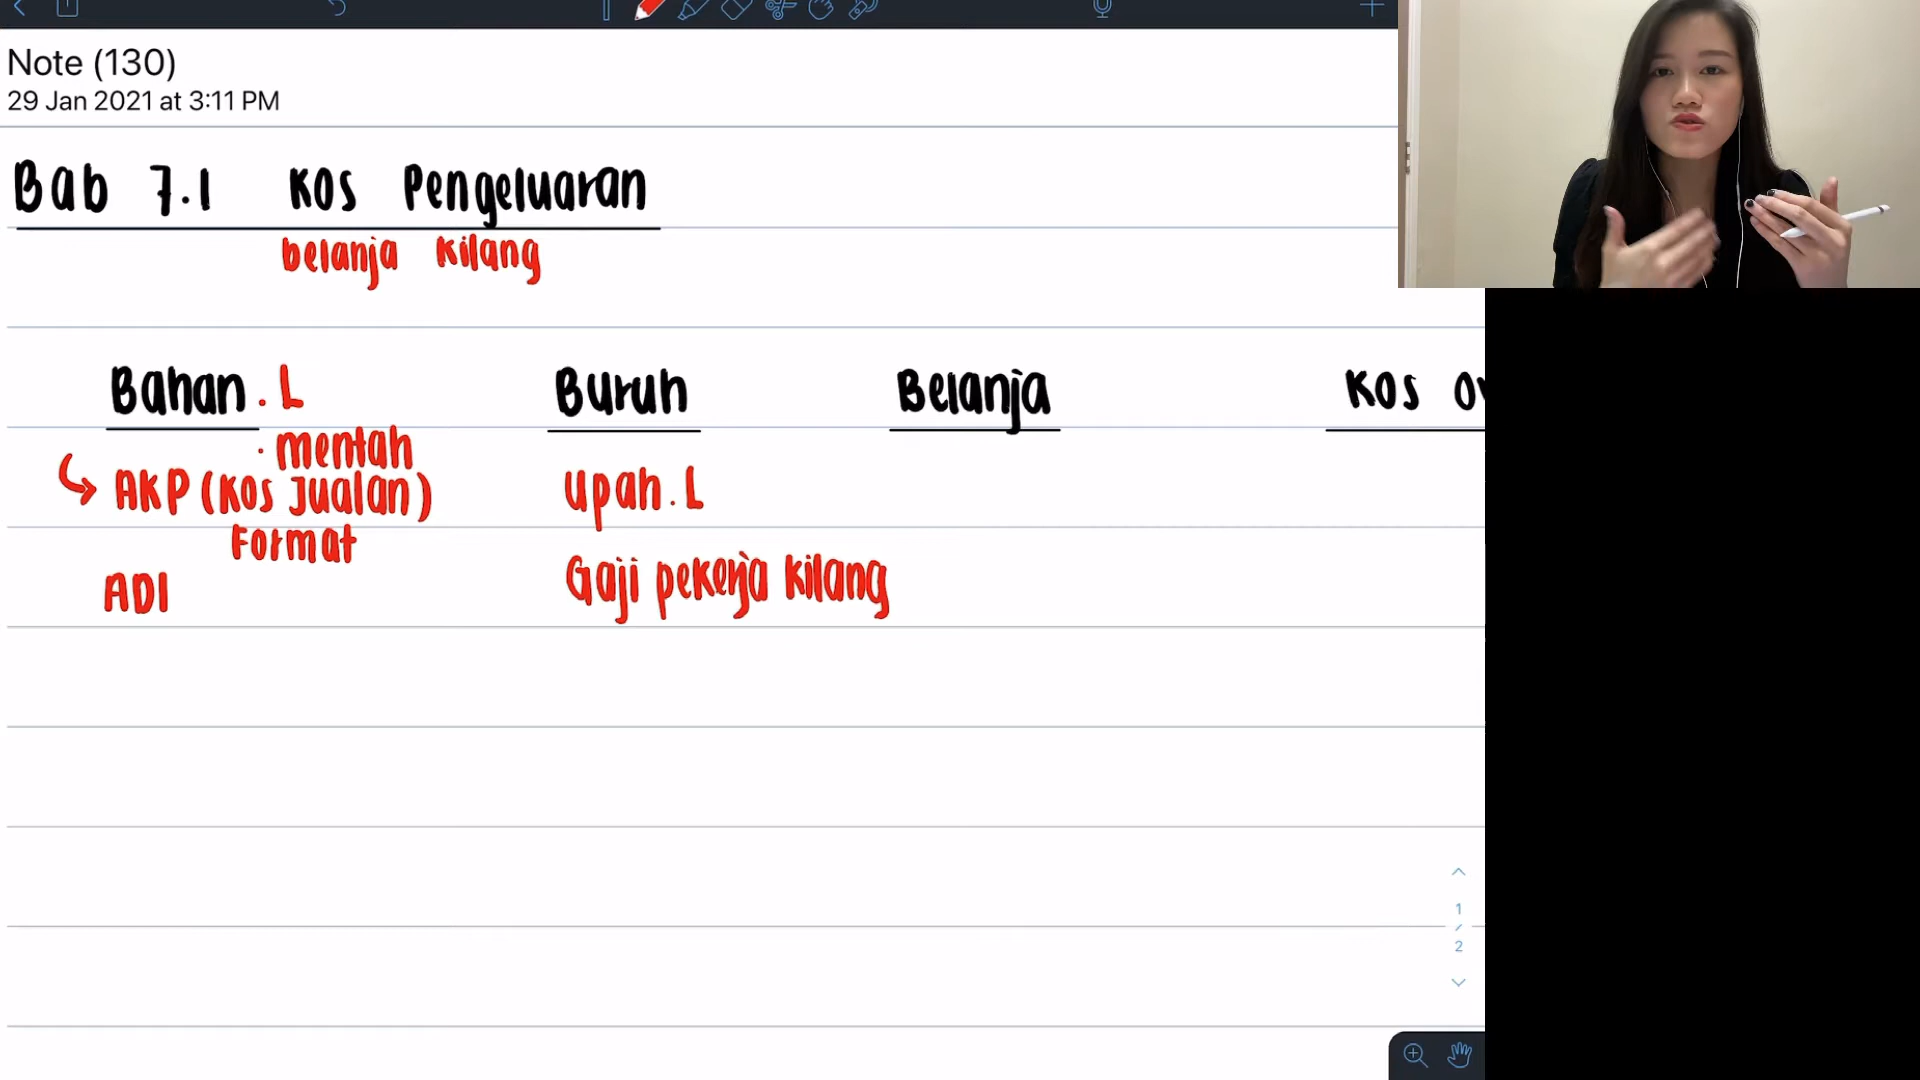 Note (130)
29 Jan 2021 at 3:11 PM
Bab 7.1 Kos Pengeluaran
belanja kilang
Bahan . L
. mentah
AKP (Kos Jualan)
Format
ADI
Buruh
upah . L
Gaji pekerja kilang
Belanja
Kos
1
/
2